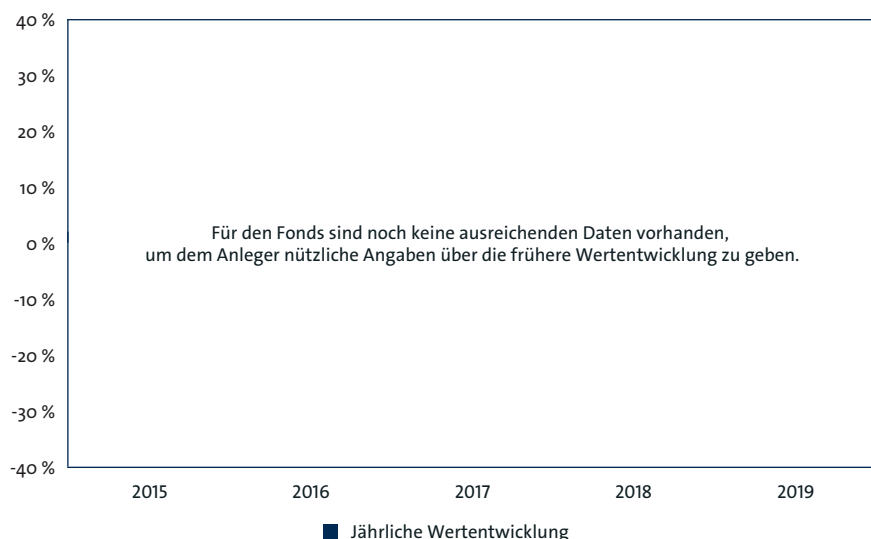 40 %
30 %
20 %
10 %
0 %
-10 %
-20 %
-30 %
-40 %
Für den Fonds sind noch keine ausreichenden Daten vorhanden,
um dem Anleger nützliche Angaben über die frühere Wertentwicklung zu geben.
2015 2016 2017 2018 2019
Jährliche Wertentwicklung